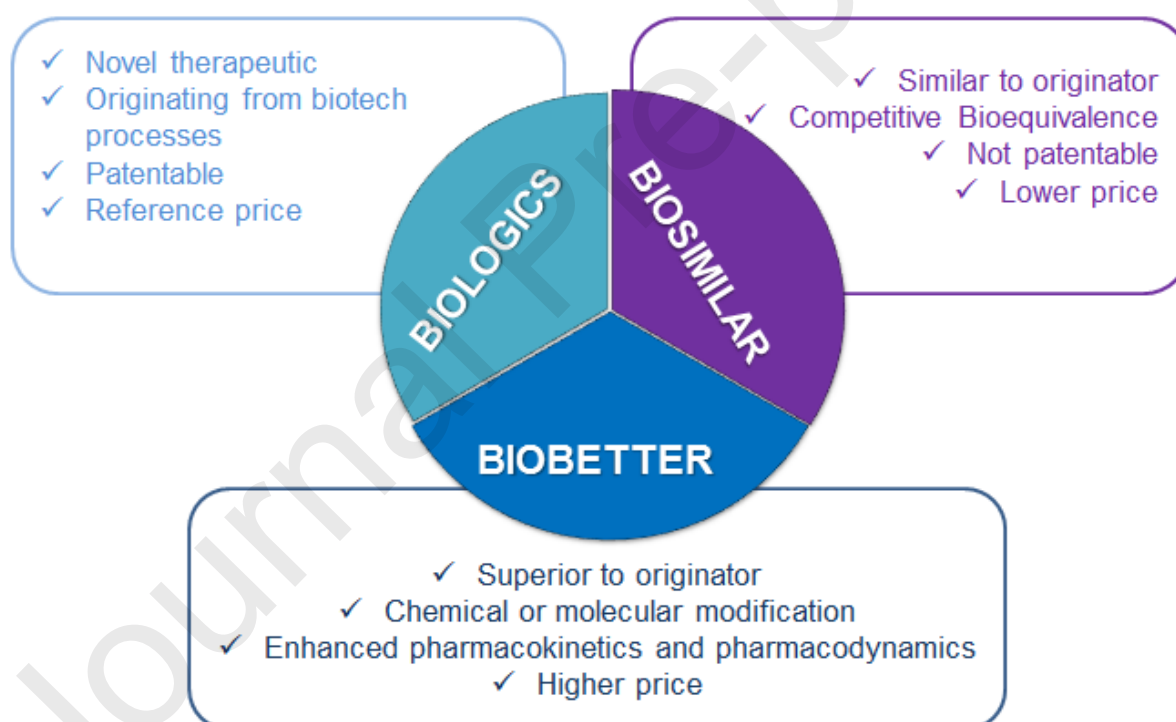 ✓ Novel therapeutic
✓ Originating from biotech
processes
✓ Patentable
✓ Reference price
✓ Similar to originator
✓ Competitive Bioequivalence
✓ Not patentable
✓ Lower price
BIOLOGICS
BIOSIMILAR
BIOBETTER
✓ Superior to originator
✓ Chemical or molecular modification
✓ Enhanced pharmacokinetics and pharmacodynamics
✓ Higher price
Journal Pre-p